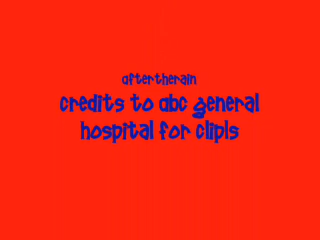 aftertherain
credits to abc general
hospital for clipls